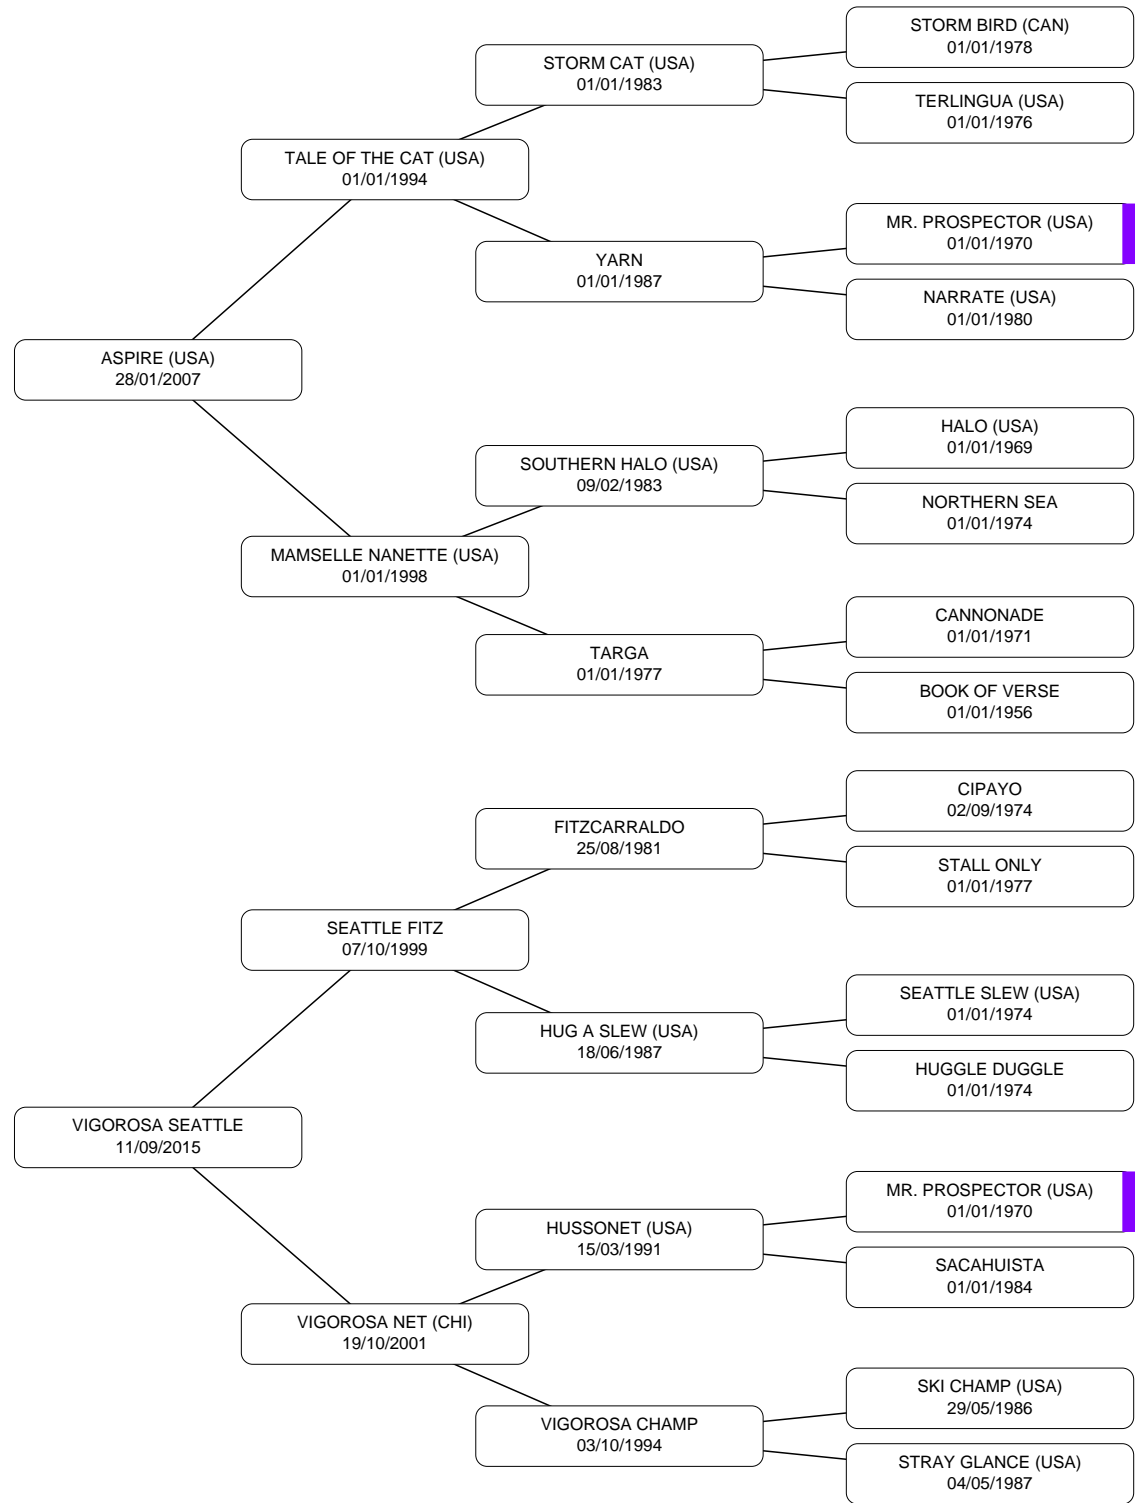 STORM BIRD (CAN)
01/01/1978
STORM CAT (USA)
01/01/1983
TERLINGUA (USA)
01/01/1976
TALE OF THE CAT (USA)
01/01/1994
MR. PROSPECTOR (USA)
01/01/1970
YARN
01/01/1987
NARRATE (USA)
01/01/1980
ASPIRE (USA)
28/01/2007
HALO (USA)
01/01/1969
SOUTHERN HALO (USA)
09/02/1983
NORTHERN SEA
01/01/1974
MAMSELLE NANETTE (USA)
01/01/1998
CANNONADE
01/01/1971
TARGA
01/01/1977
BOOK OF VERSE
01/01/1956
CIPAYO
02/09/1974
FITZCARRALDO
25/08/1981
STALL ONLY
01/01/1977
SEATTLE FITZ
07/10/1999
SEATTLE SLEW (USA)
01/01/1974
HUG A SLEW (USA)
18/06/1987
HUGGLE DUGGLE
01/01/1974
VIGOROSA SEATTLE
11/09/2015
MR. PROSPECTOR (USA)
01/01/1970
HUSSONET (USA)
15/03/1991
SACAHUISTA
01/01/1984
VIGOROSA NET (CHI)
19/10/2001
SKI CHAMP (USA)
29/05/1986
VIGOROSA CHAMP
03/10/1994
STRAY GLANCE (USA)
04/05/1987